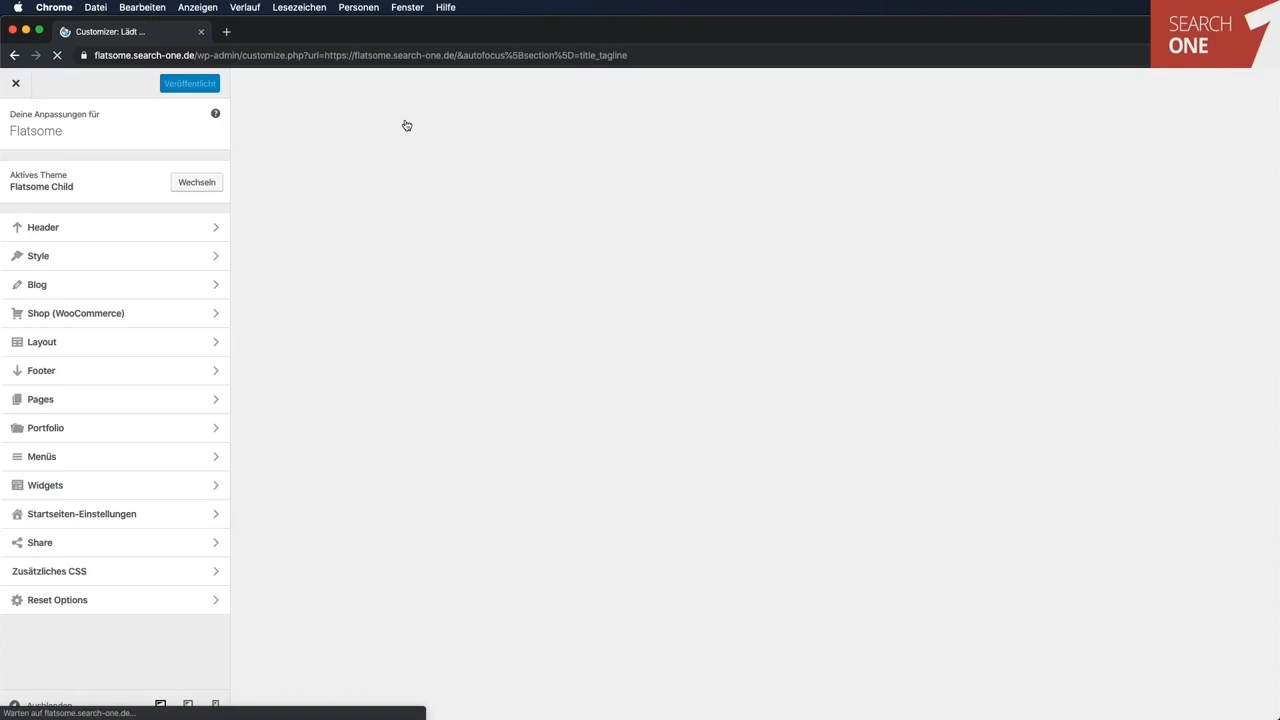 Chrome Datei Bearbeiten Anzeigen Verlauf Lesezeichen Personen Fenster Hilfe
SEARCH
ONE
Customizer: Lädt ...
flatsome.search-one.de/wp-admin/customize.php?url=https://flatsome.search-one.de/&autofocus%5Bsection%5D=title_tagline
Veröffentlicht
Deine Anpassungen für
Flatsome
Aktives Theme
Flatsome Child
Wechseln
Header
Style
Blog
Shop (WooCommerce)
Layout
Footer
Pages
Portfolio
Menüs
Widgets
Startseiten-Einstellungen
Share
Zusätzliches CSS
Reset Options
Ausblenden
Warten auf flatsome.search-one.de...